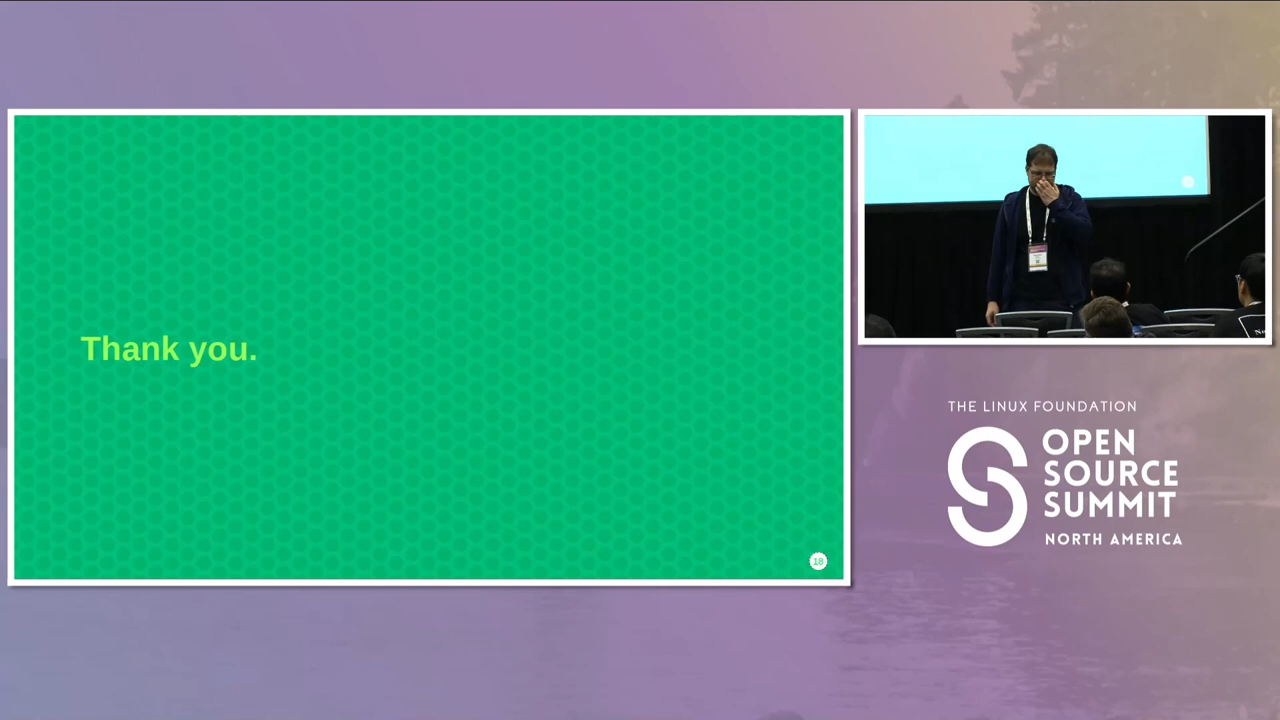 Thank you.
18
THE LINUX FOUNDATION
OPEN
SOURCE
SUMMIT
NORTH AMERICA